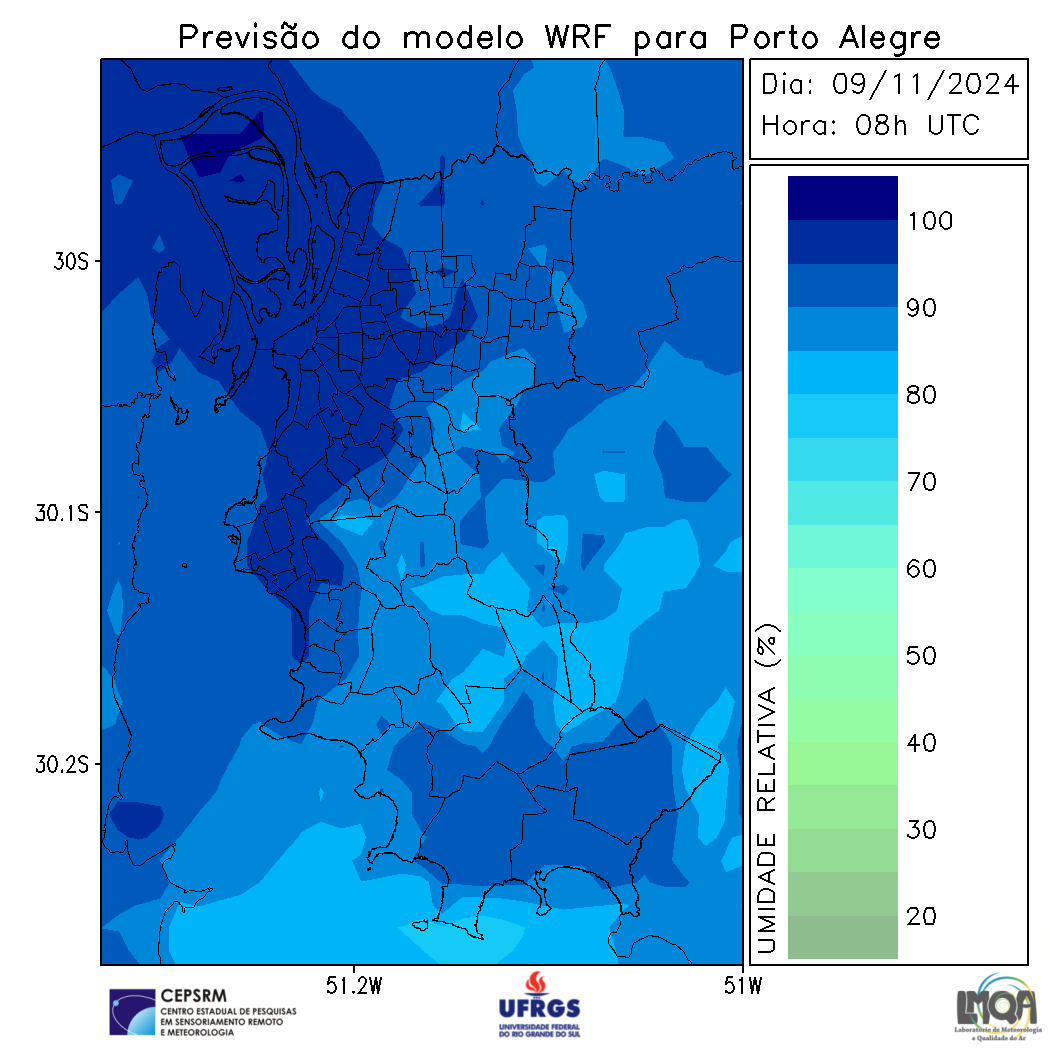 Previsão do modelo WRF para Porto Alegre
Dia: 09/11/2024
Hora: 08h UTC
30S
30.1S
30.2S
51.2W
51W
UMIDADE RELATIVA (%)
100
90
80
70
60
50
40
30
20
CEPSRM
CENTRO ESTADUAL DE PESQUISAS
EM SENSORIAMENTO REMOTO
E METEOROLOGIA
UFRGS
UNIVERSIDADE FEDERAL
DO RIO GRANDE DO SUL
LMQA
Laboratório de Meteorologia
e Qualidade do Ar